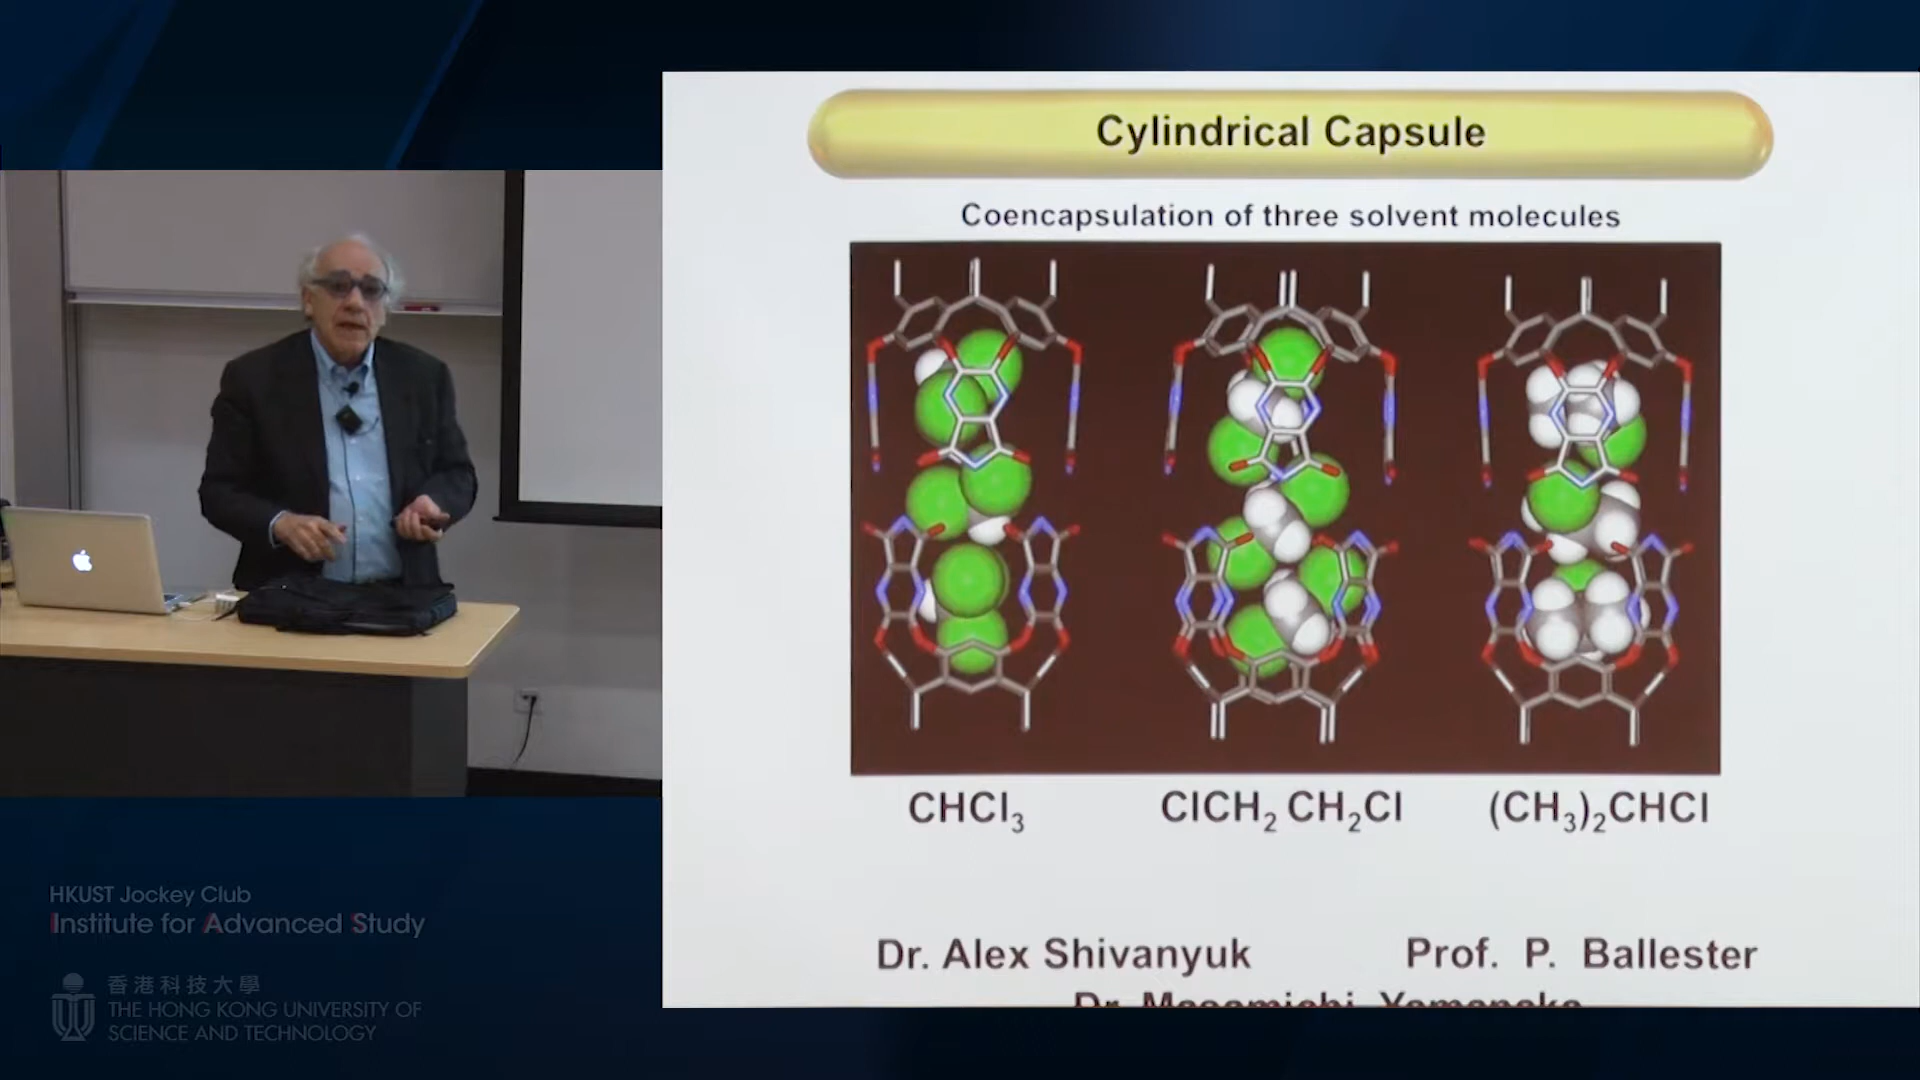 Cylindrical Capsule
Coencapsulation of three solvent molecules
CHCl₃
ClCH₂ CH₂Cl
(CH₃)₂CHCl
Dr. Alex Shivanyuk
Prof. P. Ballester
Dr. Masamichi Yamanaka
HKUST Jockey Club
Institute for Advanced Study
香港科技大學
THE HONG KONG UNIVERSITY OF
SCIENCE AND TECHNOLOGY